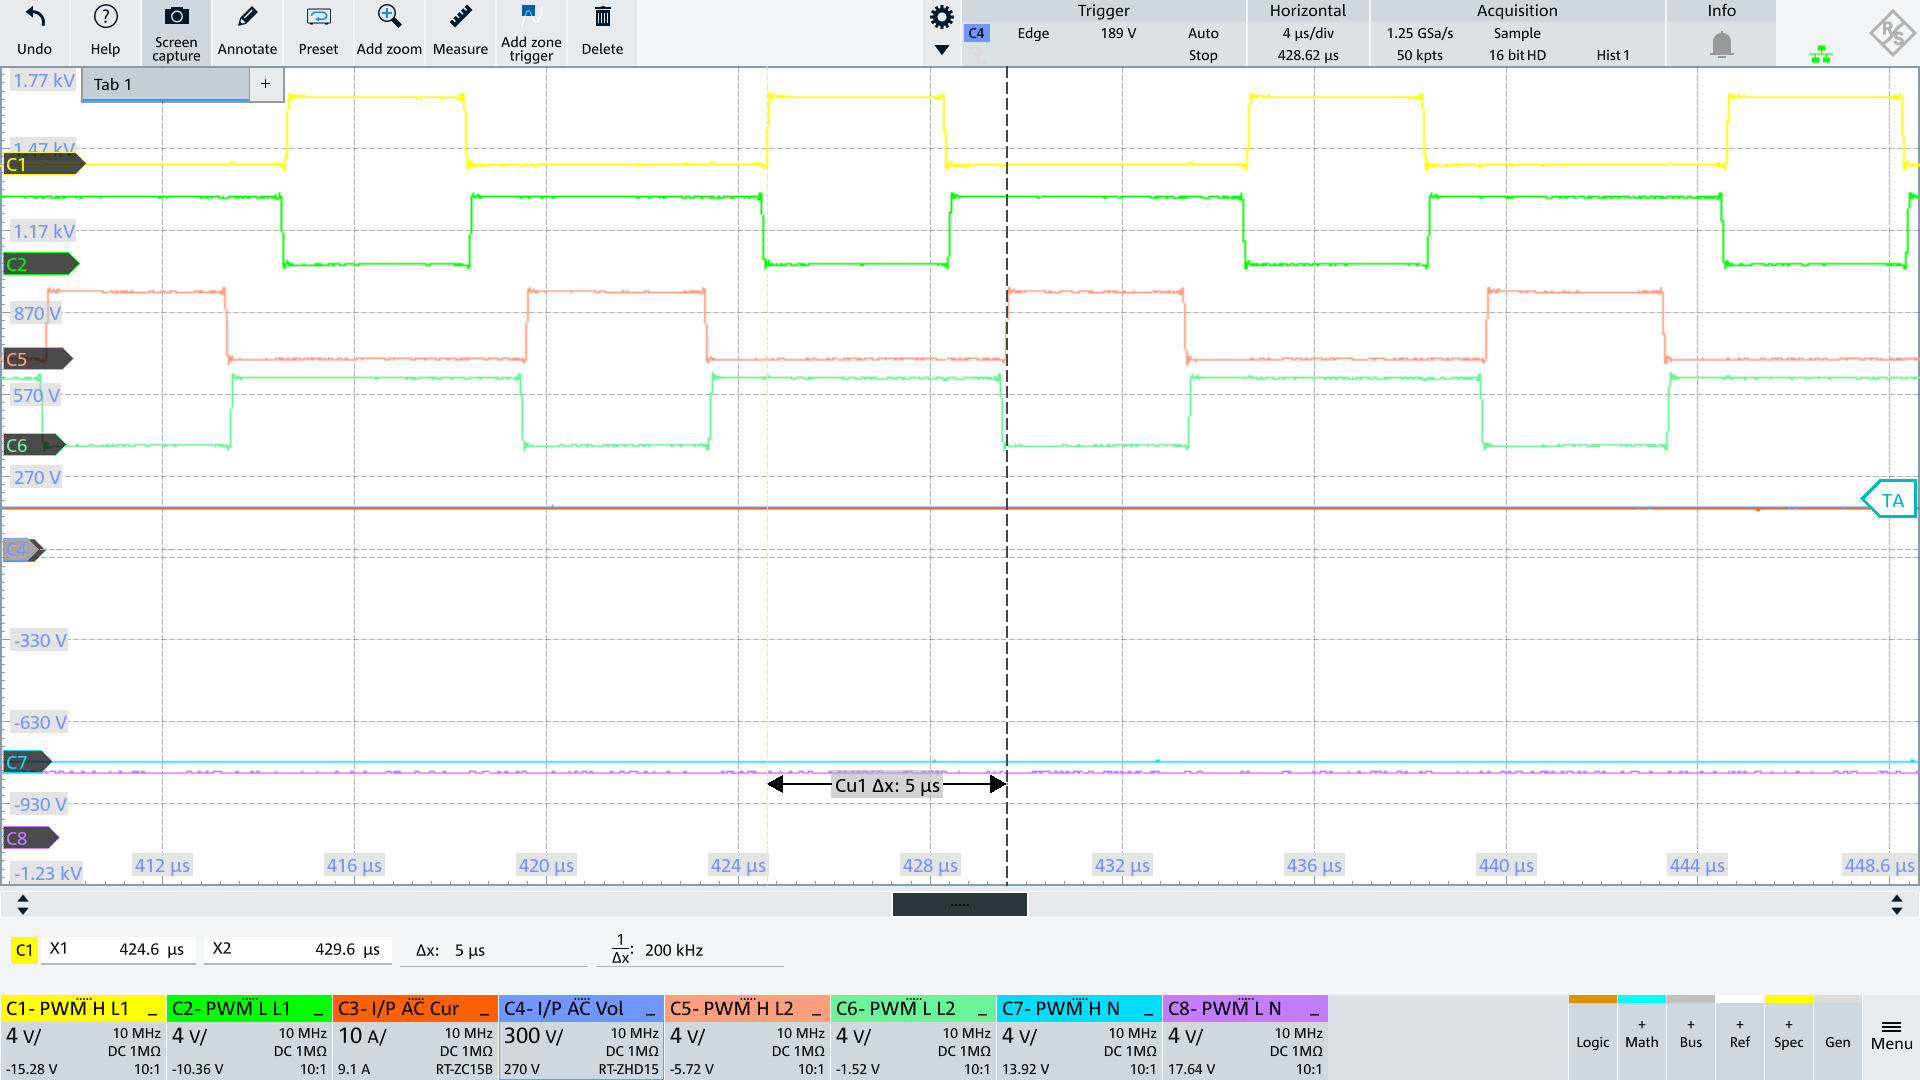 Undo
Help
Screen
capture
Annotate
Preset
Add zoom
Measure
Add zone
trigger
Delete
Trigger
C4 Edge 189 V Auto
Stop
Horizontal
4 µs/div
428.62 µs
Acquisition
1.25 GSa/s Sample
50 kpts 16 bit HD Hist 1
Info
R S
Tab 1 +
1.77 kV
1.47 kV
C1
1.17 kV
C2
870 V
C5
570 V
C6
270 V
TA
C4
-330 V
-630 V
C7
Cu1 Δx: 5 µs
-930 V
C8
-1.23 kV
412 µs 416 µs 420 µs 424 µs 428 µs 432 µs 436 µs 440 µs 444 µs 448.6 µs
C1 X1 424.6 µs X2 429.6 µs Δx: 5 µs 1/Δx: 200 kHz
C1- PWM H L1
4 V/ 10 MHz
DC 1MΩ
-15.28 V 10:1
C2- PWM L L1
4 V/ 10 MHz
DC 1MΩ
-10.36 V 10:1
C3- I/P AC Cur
10 A/ 10 MHz
DC 1MΩ
9.1 A RT-ZC15B
C4- I/P AC Vol
300 V/ 10 MHz
DC 1MΩ
270 V RT-ZHD15
C5- PWM H L2
4 V/ 10 MHz
DC 1MΩ
-5.72 V 10:1
C6- PWM L L2
4 V/ 10 MHz
DC 1MΩ
-1.52 V 10:1
C7- PWM H N
4 V/ 10 MHz
DC 1MΩ
13.92 V 10:1
C8- PWM L N
4 V/ 10 MHz
DC 1MΩ
17.64 V 10:1
Logic
+
Math
+
Bus
+
Ref
+
Spec
Gen
Menu